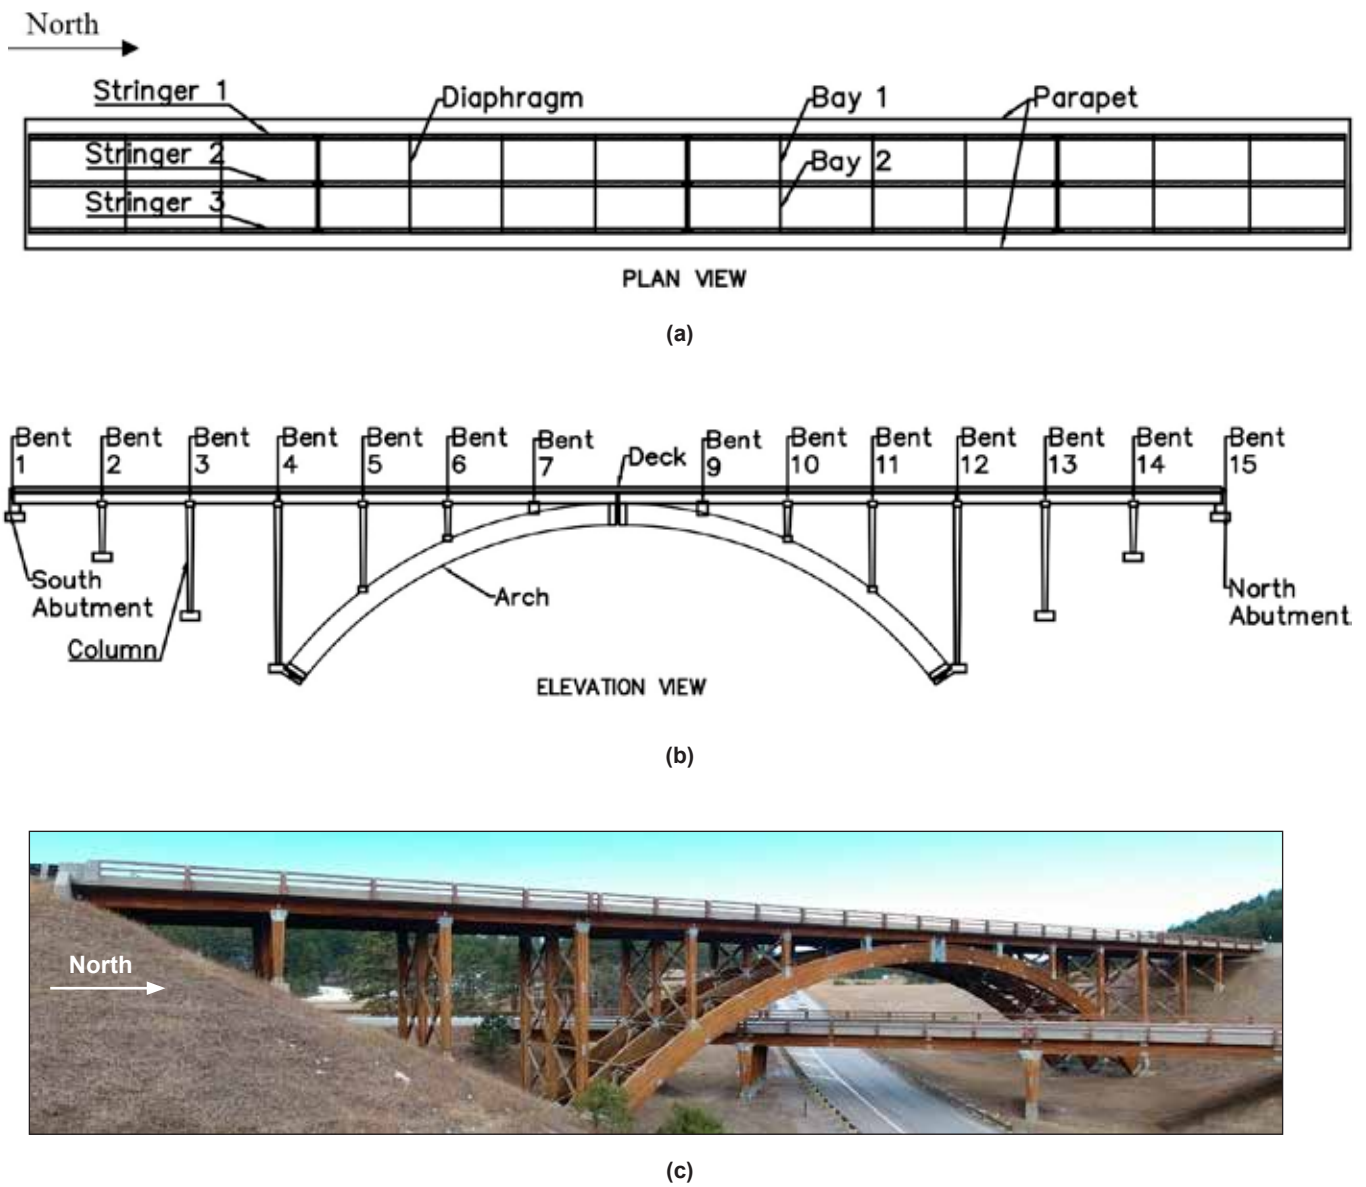 North
Stringer 1
Diaphragm
Bay 1
Parapet
Stringer 2
Bay 2
Stringer 3
PLAN VIEW
(a)
Bent
1
Bent
2
Bent
3
Bent
4
Bent
5
Bent
6
Bent
7
Deck
Bent
9
Bent
10
Bent
11
Bent
12
Bent
13
Bent
14
Bent
15
South
Abutment
Column
Arch
North
Abutment
ELEVATION VIEW
(b)
North
(c)